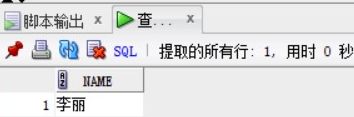 脚本输出 × 查... ×
SQL | 提取的所有行: 1, 用时 0 秒
NAME
1 李丽